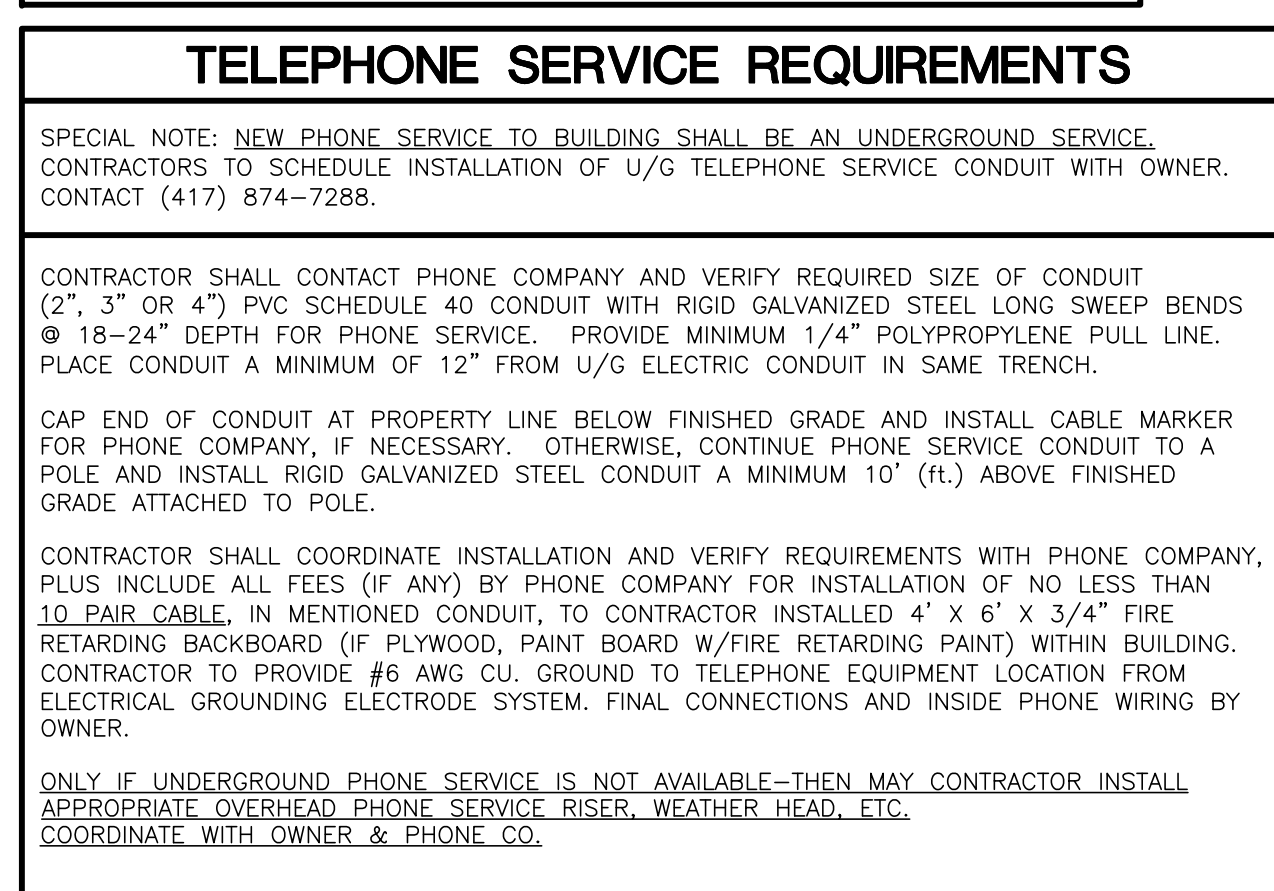 TELEPHONE SERVICE REQUIREMENTS
SPECIAL NOTE: NEW PHONE SERVICE TO BUILDING SHALL BE AN UNDERGROUND SERVICE.
CONTRACTORS TO SCHEDULE INSTALLATION OF U/G TELEPHONE SERVICE CONDUIT WITH OWNER.
CONTACT (417) 874-7288.
CONTRACTOR SHALL CONTACT PHONE COMPANY AND VERIFY REQUIRED SIZE OF CONDUIT
(2", 3" OR 4") PVC SCHEDULE 40 CONDUIT WITH RIGID GALVANIZED STEEL LONG SWEEP BENDS
@ 18-24" DEPTH FOR PHONE SERVICE. PROVIDE MINIMUM 1/4" POLYPROPYLENE PULL LINE.
PLACE CONDUIT A MINIMUM OF 12" FROM U/G ELECTRIC CONDUIT IN SAME TRENCH.
CAP END OF CONDUIT AT PROPERTY LINE BELOW FINISHED GRADE AND INSTALL CABLE MARKER
FOR PHONE COMPANY, IF NECESSARY. OTHERWISE, CONTINUE PHONE SERVICE CONDUIT TO A
POLE AND INSTALL RIGID GALVANIZED STEEL CONDUIT A MINIMUM 10' (ft.) ABOVE FINISHED
GRADE ATTACHED TO POLE.
CONTRACTOR SHALL COORDINATE INSTALLATION AND VERIFY REQUIREMENTS WITH PHONE COMPANY,
PLUS INCLUDE ALL FEES (IF ANY) BY PHONE COMPANY FOR INSTALLATION OF NO LESS THAN
10 PAIR CABLE, IN MENTIONED CONDUIT, TO CONTRACTOR INSTALLED 4' X 6' X 3/4" FIRE
RETARDING BACKBOARD (IF PLYWOOD, PAINT BOARD W/FIRE RETARDING PAINT) WITHIN BUILDING.
CONTRACTOR TO PROVIDE #6 AWG CU. GROUND TO TELEPHONE EQUIPMENT LOCATION FROM
ELECTRICAL GROUNDING ELECTRODE SYSTEM. FINAL CONNECTIONS AND INSIDE PHONE WIRING BY
OWNER.
ONLY IF UNDERGROUND PHONE SERVICE IS NOT AVAILABLE-THEN MAY CONTRACTOR INSTALL
APPROPRIATE OVERHEAD PHONE SERVICE RISER, WEATHER HEAD, ETC.
COORDINATE WITH OWNER & PHONE CO.